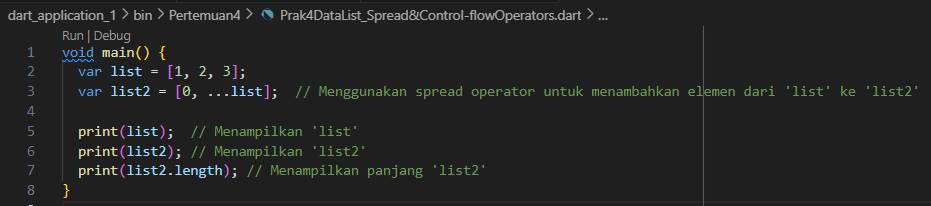 dart_application_1 > bin > Pertemuan4 > Prak4DataList_Spread&Control-flowOperators.dart > ...
Run | Debug
1 void main() {
2 var list = [1, 2, 3];
3 var list2 = [0, ...list]; // Menggunakan spread operator untuk menambahkan elemen dari 'list' ke 'list2'
4
5 print(list); // Menampilkan 'list'
6 print(list2); // Menampilkan 'list2'
7 print(list2.length); // Menampilkan panjang 'list2'
8 }